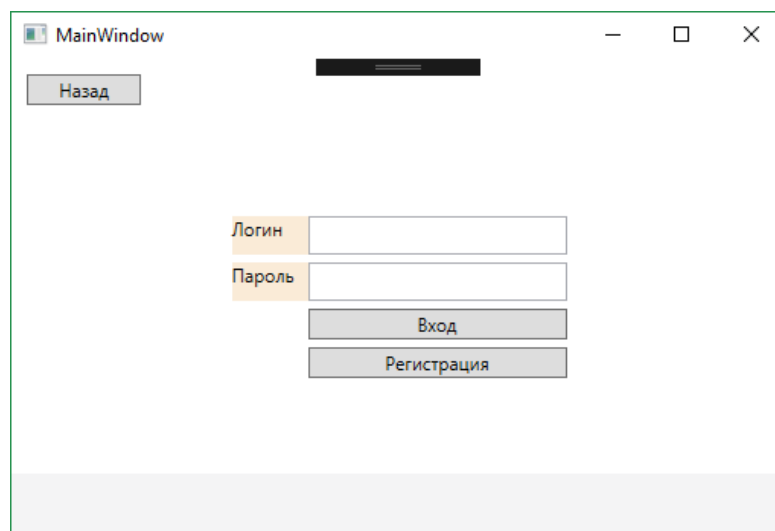 MainWindow
Назад
Логин
Пароль
Вход
Регистрация